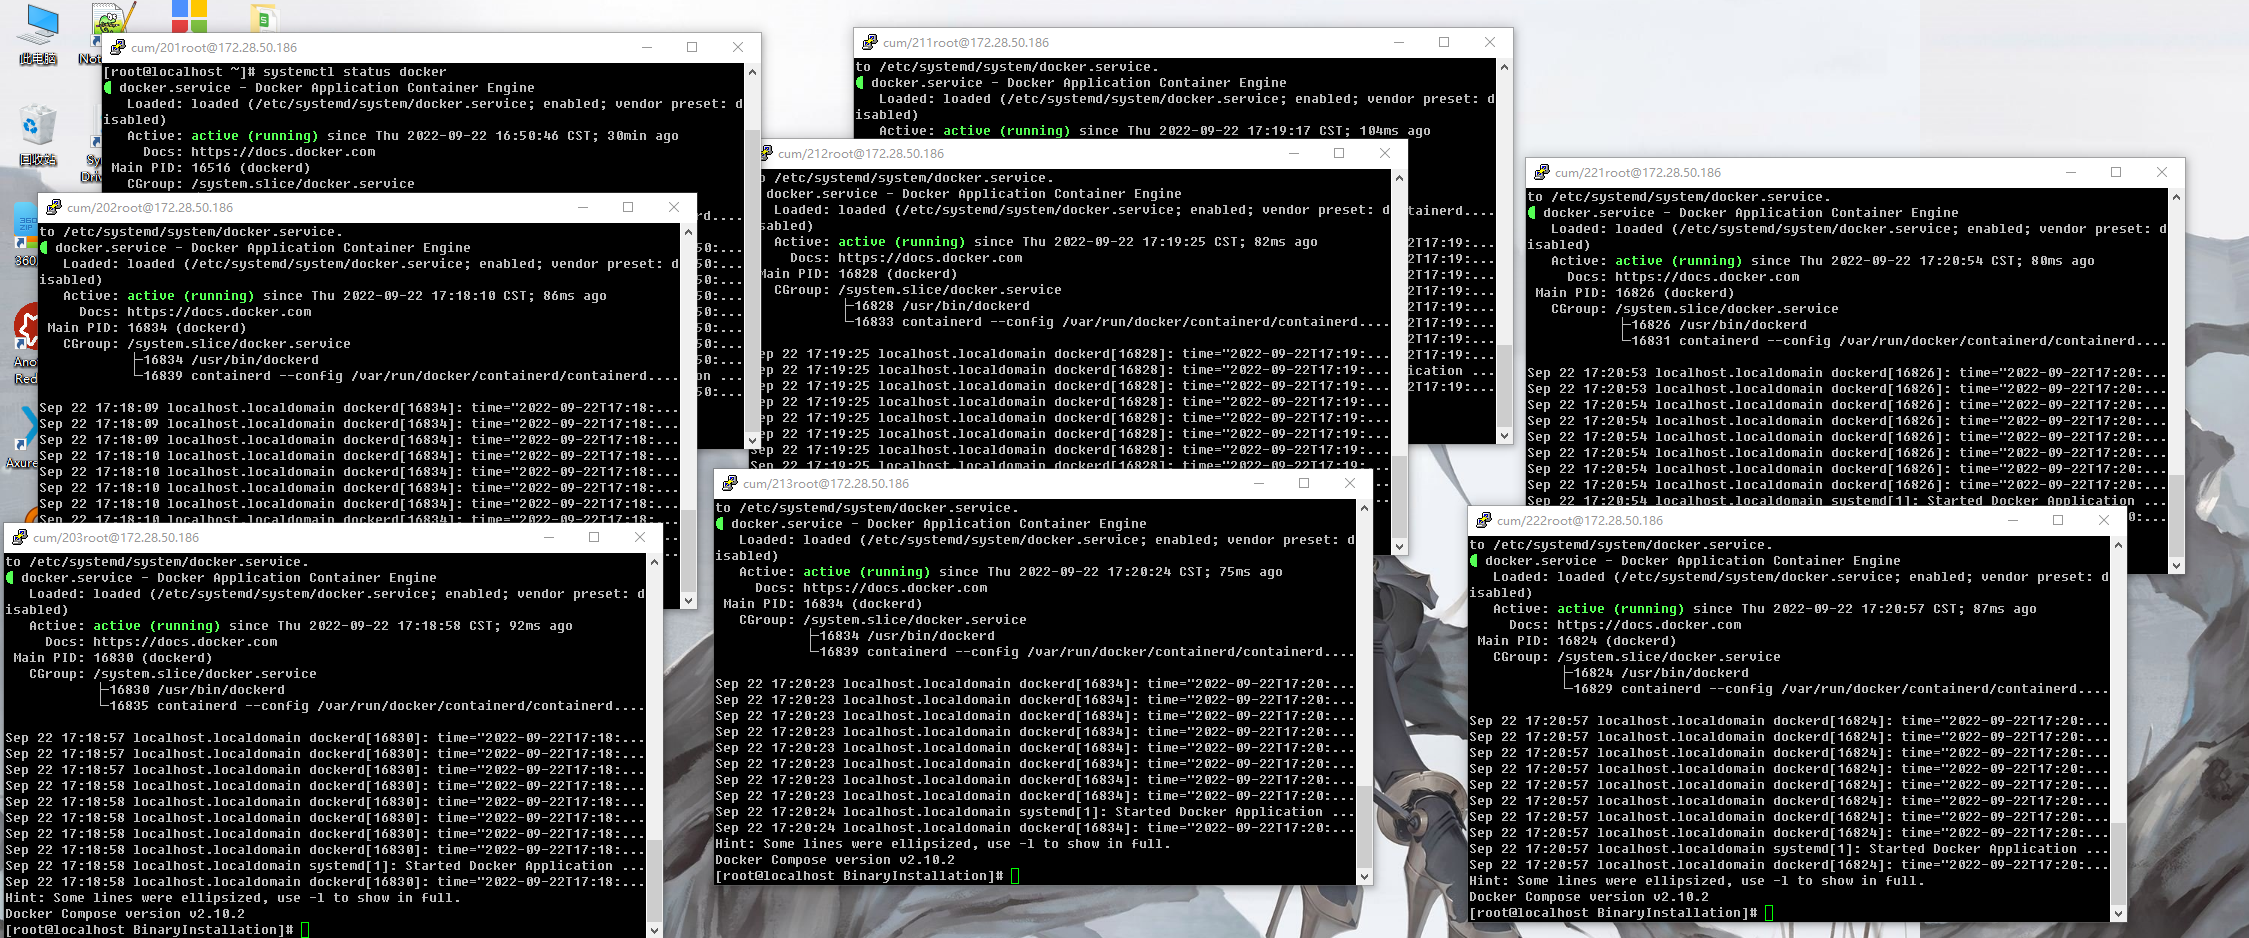 此电脑
回收站
cum/201root@172.28.50.186
[root@localhost ~]# systemctl status docker
docker.service - Docker Application Container Engine
Loaded: loaded (/etc/systemd/system/docker.service; enabled; vendor preset: d
isabled)
Active: active (running) since Thu 2022-09-22 16:50:46 CST; 30min ago
Docs: https://docs.docker.com
Main PID: 16516 (dockerd)
CGroup: /system.slice/docker.service
cum/202root@172.28.50.186
to /etc/systemd/system/docker.service.
docker.service - Docker Application Container Engine
Loaded: loaded (/etc/systemd/system/docker.service; enabled; vendor preset: d
isabled)
Active: active (running) since Thu 2022-09-22 17:18:10 CST; 86ms ago
Docs: https://docs.docker.com
Main PID: 16834 (dockerd)
CGroup: /system.slice/docker.service
├─16834 /usr/bin/dockerd
└─16839 containerd --config /var/run/docker/containerd/containerd....
Sep 22 17:18:09 localhost.localdomain dockerd[16834]: time="2022-09-22T17:18:...
Sep 22 17:18:09 localhost.localdomain dockerd[16834]: time="2022-09-22T17:18:...
Sep 22 17:18:09 localhost.localdomain dockerd[16834]: time="2022-09-22T17:18:...
Sep 22 17:18:10 localhost.localdomain dockerd[16834]: time="2022-09-22T17:18:...
Sep 22 17:18:10 localhost.localdomain dockerd[16834]: time="2022-09-22T17:18:...
Sep 22 17:18:10 localhost.localdomain dockerd[16834]: time="2022-09-22T17:18:...
Sep 22 17:18:10 localhost.localdomain dockerd[16834]: time="2022-09-22T17:18:...
Sep 22 17:18:10 localhost.localdomain dockerd[16834]: time="2022-09-22T17:18:...
cum/203root@172.28.50.186
to /etc/systemd/system/docker.service.
docker.service - Docker Application Container Engine
Loaded: loaded (/etc/systemd/system/docker.service; enabled; vendor preset: d
isabled)
Active: active (running) since Thu 2022-09-22 17:18:58 CST; 92ms ago
Docs: https://docs.docker.com
Main PID: 16830 (dockerd)
CGroup: /system.slice/docker.service
├─16830 /usr/bin/dockerd
└─16835 containerd --config /var/run/docker/containerd/containerd....
Sep 22 17:18:57 localhost.localdomain dockerd[16830]: time="2022-09-22T17:18:...
Sep 22 17:18:57 localhost.localdomain dockerd[16830]: time="2022-09-22T17:18:...
Sep 22 17:18:57 localhost.localdomain dockerd[16830]: time="2022-09-22T17:18:...
Sep 22 17:18:58 localhost.localdomain dockerd[16830]: time="2022-09-22T17:18:...
Sep 22 17:18:58 localhost.localdomain dockerd[16830]: time="2022-09-22T17:18:...
Sep 22 17:18:58 localhost.localdomain dockerd[16830]: time="2022-09-22T17:18:...
Sep 22 17:18:58 localhost.localdomain dockerd[16830]: time="2022-09-22T17:18:...
Sep 22 17:18:58 localhost.localdomain dockerd[16830]: time="2022-09-22T17:18:...
Sep 22 17:18:58 localhost.localdomain systemd[1]: Started Docker Application ...
Sep 22 17:18:58 localhost.localdomain dockerd[16830]: time="2022-09-22T17:18:...
Hint: Some lines were ellipsized, use -l to show in full.
Docker Compose version v2.10.2
[root@localhost BinaryInstallation]#
cum/211root@172.28.50.186
to /etc/systemd/system/docker.service.
docker.service - Docker Application Container Engine
Loaded: loaded (/etc/systemd/system/docker.service; enabled; vendor preset: d
isabled)
Active: active (running) since Thu 2022-09-22 17:19:17 CST; 104ms ago
cum/212root@172.28.50.186
/etc/systemd/system/docker.service.
docker.service - Docker Application Container Engine
Loaded: loaded (/etc/systemd/system/docker.service; enabled; vendor preset: d
sabled)
Active: active (running) since Thu 2022-09-22 17:19:25 CST; 82ms ago
Docs: https://docs.docker.com
Main PID: 16828 (dockerd)
CGroup: /system.slice/docker.service
├─16828 /usr/bin/dockerd
└─16833 containerd --config /var/run/docker/containerd/containerd....
ep 22 17:19:25 localhost.localdomain dockerd[16828]: time="2022-09-22T17:19:...
ep 22 17:19:25 localhost.localdomain dockerd[16828]: time="2022-09-22T17:19:...
ep 22 17:19:25 localhost.localdomain dockerd[16828]: time="2022-09-22T17:19:...
ep 22 17:19:25 localhost.localdomain dockerd[16828]: time="2022-09-22T17:19:...
ep 22 17:19:25 localhost.localdomain dockerd[16828]: time="2022-09-22T17:19:...
ep 22 17:19:25 localhost.localdomain dockerd[16828]: time="2022-09-22T17:19:...
ep 22 17:19:25 localhost.localdomain dockerd[16828]: time="2022-09-22T17:19:...
ep 22 17:19:25 localhost.localdomain dockerd[16828]: time="2022-09-22T17:19:...
cum/213root@172.28.50.186
to /etc/systemd/system/docker.service.
docker.service - Docker Application Container Engine
Loaded: loaded (/etc/systemd/system/docker.service; enabled; vendor preset: d
isabled)
Active: active (running) since Thu 2022-09-22 17:20:24 CST; 75ms ago
Docs: https://docs.docker.com
Main PID: 16834 (dockerd)
CGroup: /system.slice/docker.service
├─16834 /usr/bin/dockerd
└─16839 containerd --config /var/run/docker/containerd/containerd....
Sep 22 17:20:23 localhost.localdomain dockerd[16834]: time="2022-09-22T17:20:...
Sep 22 17:20:23 localhost.localdomain dockerd[16834]: time="2022-09-22T17:20:...
Sep 22 17:20:23 localhost.localdomain dockerd[16834]: time="2022-09-22T17:20:...
Sep 22 17:20:23 localhost.localdomain dockerd[16834]: time="2022-09-22T17:20:...
Sep 22 17:20:23 localhost.localdomain dockerd[16834]: time="2022-09-22T17:20:...
Sep 22 17:20:23 localhost.localdomain dockerd[16834]: time="2022-09-22T17:20:...
Sep 22 17:20:23 localhost.localdomain dockerd[16834]: time="2022-09-22T17:20:...
Sep 22 17:20:23 localhost.localdomain dockerd[16834]: time="2022-09-22T17:20:...
Sep 22 17:20:24 localhost.localdomain systemd[1]: Started Docker Application ...
Sep 22 17:20:24 localhost.localdomain dockerd[16834]: time="2022-09-22T17:20:...
Hint: Some lines were ellipsized, use -l to show in full.
Docker Compose version v2.10.2
[root@localhost BinaryInstallation]#
cum/221root@172.28.50.186
to /etc/systemd/system/docker.service.
docker.service - Docker Application Container Engine
Loaded: loaded (/etc/systemd/system/docker.service; enabled; vendor preset: d
isabled)
Active: active (running) since Thu 2022-09-22 17:20:54 CST; 80ms ago
Docs: https://docs.docker.com
Main PID: 16826 (dockerd)
CGroup: /system.slice/docker.service
├─16826 /usr/bin/dockerd
└─16831 containerd --config /var/run/docker/containerd/containerd....
Sep 22 17:20:53 localhost.localdomain dockerd[16826]: time="2022-09-22T17:20:...
Sep 22 17:20:53 localhost.localdomain dockerd[16826]: time="2022-09-22T17:20:...
Sep 22 17:20:54 localhost.localdomain dockerd[16826]: time="2022-09-22T17:20:...
Sep 22 17:20:54 localhost.localdomain dockerd[16826]: time="2022-09-22T17:20:...
Sep 22 17:20:54 localhost.localdomain dockerd[16826]: time="2022-09-22T17:20:...
Sep 22 17:20:54 localhost.localdomain dockerd[16826]: time="2022-09-22T17:20:...
Sep 22 17:20:54 localhost.localdomain dockerd[16826]: time="2022-09-22T17:20:...
Sep 22 17:20:54 localhost.localdomain dockerd[16826]: time="2022-09-22T17:20:...
Sep 22 17:20:54 localhost.localdomain systemd[1]: Started Docker Application ...
cum/222root@172.28.50.186
to /etc/systemd/system/docker.service.
docker.service - Docker Application Container Engine
Loaded: loaded (/etc/systemd/system/docker.service; enabled; vendor preset: d
isabled)
Active: active (running) since Thu 2022-09-22 17:20:57 CST; 87ms ago
Docs: https://docs.docker.com
Main PID: 16824 (dockerd)
CGroup: /system.slice/docker.service
├─16824 /usr/bin/dockerd
└─16829 containerd --config /var/run/docker/containerd/containerd....
Sep 22 17:20:57 localhost.localdomain dockerd[16824]: time="2022-09-22T17:20:...
Sep 22 17:20:57 localhost.localdomain dockerd[16824]: time="2022-09-22T17:20:...
Sep 22 17:20:57 localhost.localdomain dockerd[16824]: time="2022-09-22T17:20:...
Sep 22 17:20:57 localhost.localdomain dockerd[16824]: time="2022-09-22T17:20:...
Sep 22 17:20:57 localhost.localdomain dockerd[16824]: time="2022-09-22T17:20:...
Sep 22 17:20:57 localhost.localdomain dockerd[16824]: time="2022-09-22T17:20:...
Sep 22 17:20:57 localhost.localdomain dockerd[16824]: time="2022-09-22T17:20:...
Sep 22 17:20:57 localhost.localdomain dockerd[16824]: time="2022-09-22T17:20:...
Sep 22 17:20:57 localhost.localdomain systemd[1]: Started Docker Application ...
Sep 22 17:20:57 localhost.localdomain dockerd[16824]: time="2022-09-22T17:20:...
Hint: Some lines were ellipsized, use -l to show in full.
Docker Compose version v2.10.2
[root@localhost BinaryInstallation]#